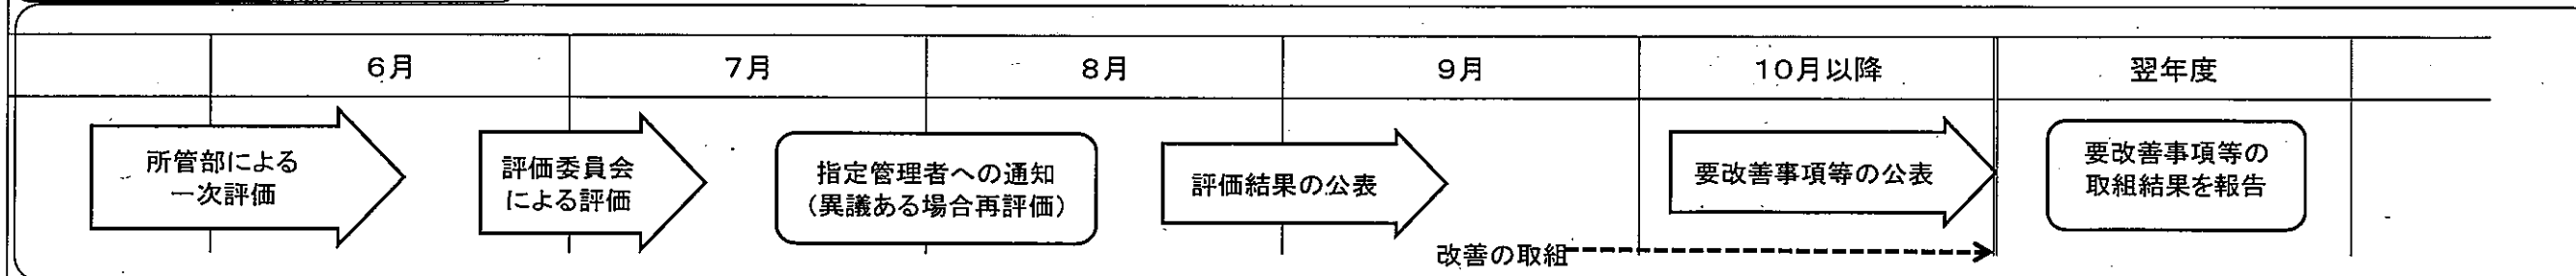 6月
7月
8月
9月
10月以降
翌年度
所管部による
一次評価
評価委員会
による評価
指定管理者への通知
(異議ある場合再評価)
評価結果の公表
要改善事項等の公表
要改善事項等の
取組結果を報告
改善の取組